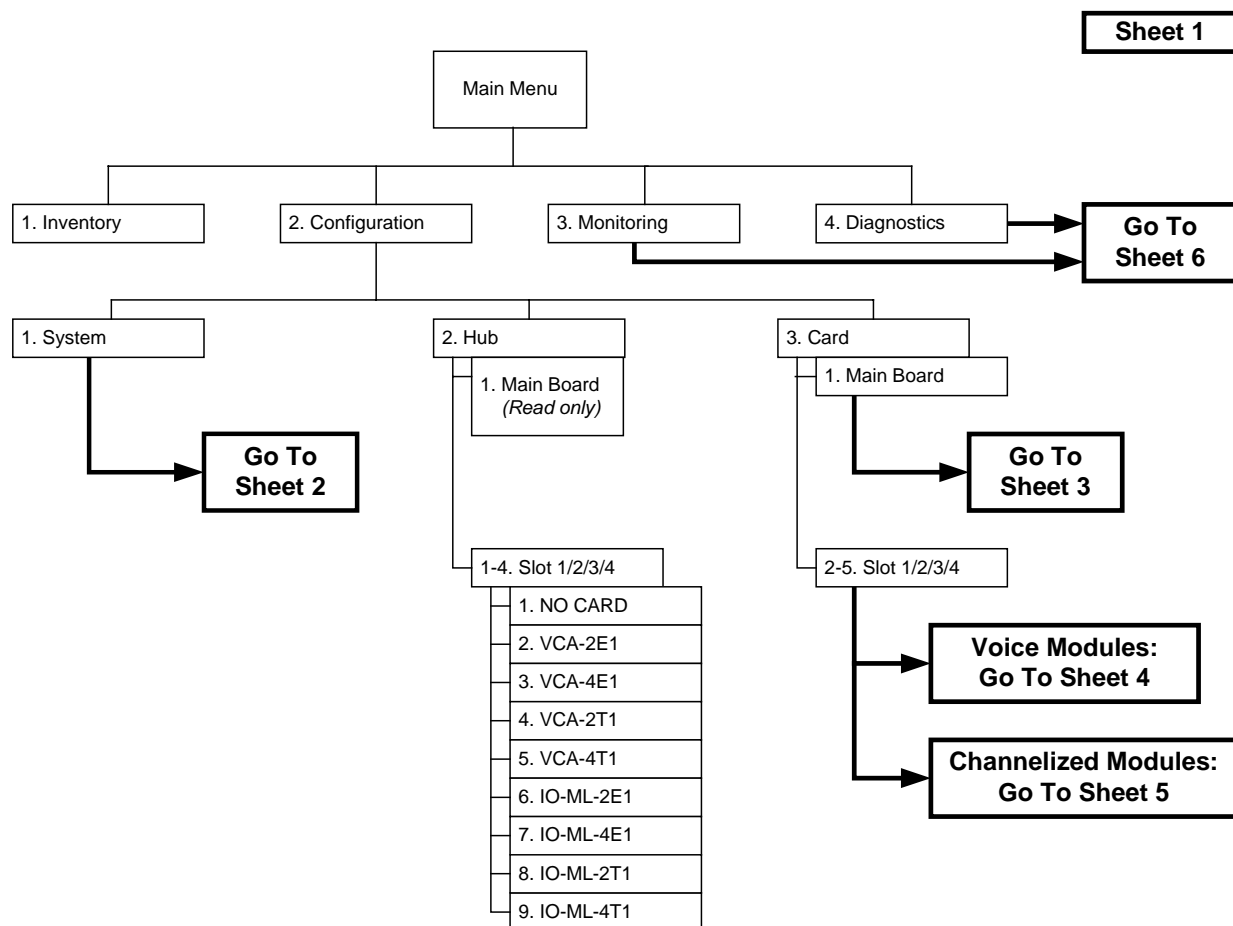 Sheet 1
Main Menu
1. Inventory
2. Configuration
3. Monitoring
4. Diagnostics
Go To
Sheet 6
1. System
2. Hub
3. Card
1. Main Board
(Read only)
1. Main Board
Go To
Sheet 2
Go To
Sheet 3
1-4. Slot 1/2/3/4
2-5. Slot 1/2/3/4
1. NO CARD
2. VCA-2E1
3. VCA-4E1
4. VCA-2T1
5. VCA-4T1
6. IO-ML-2E1
7. IO-ML-4E1
8. IO-ML-2T1
9. IO-ML-4T1
Voice Modules:
Go To Sheet 4
Channelized Modules:
Go To Sheet 5